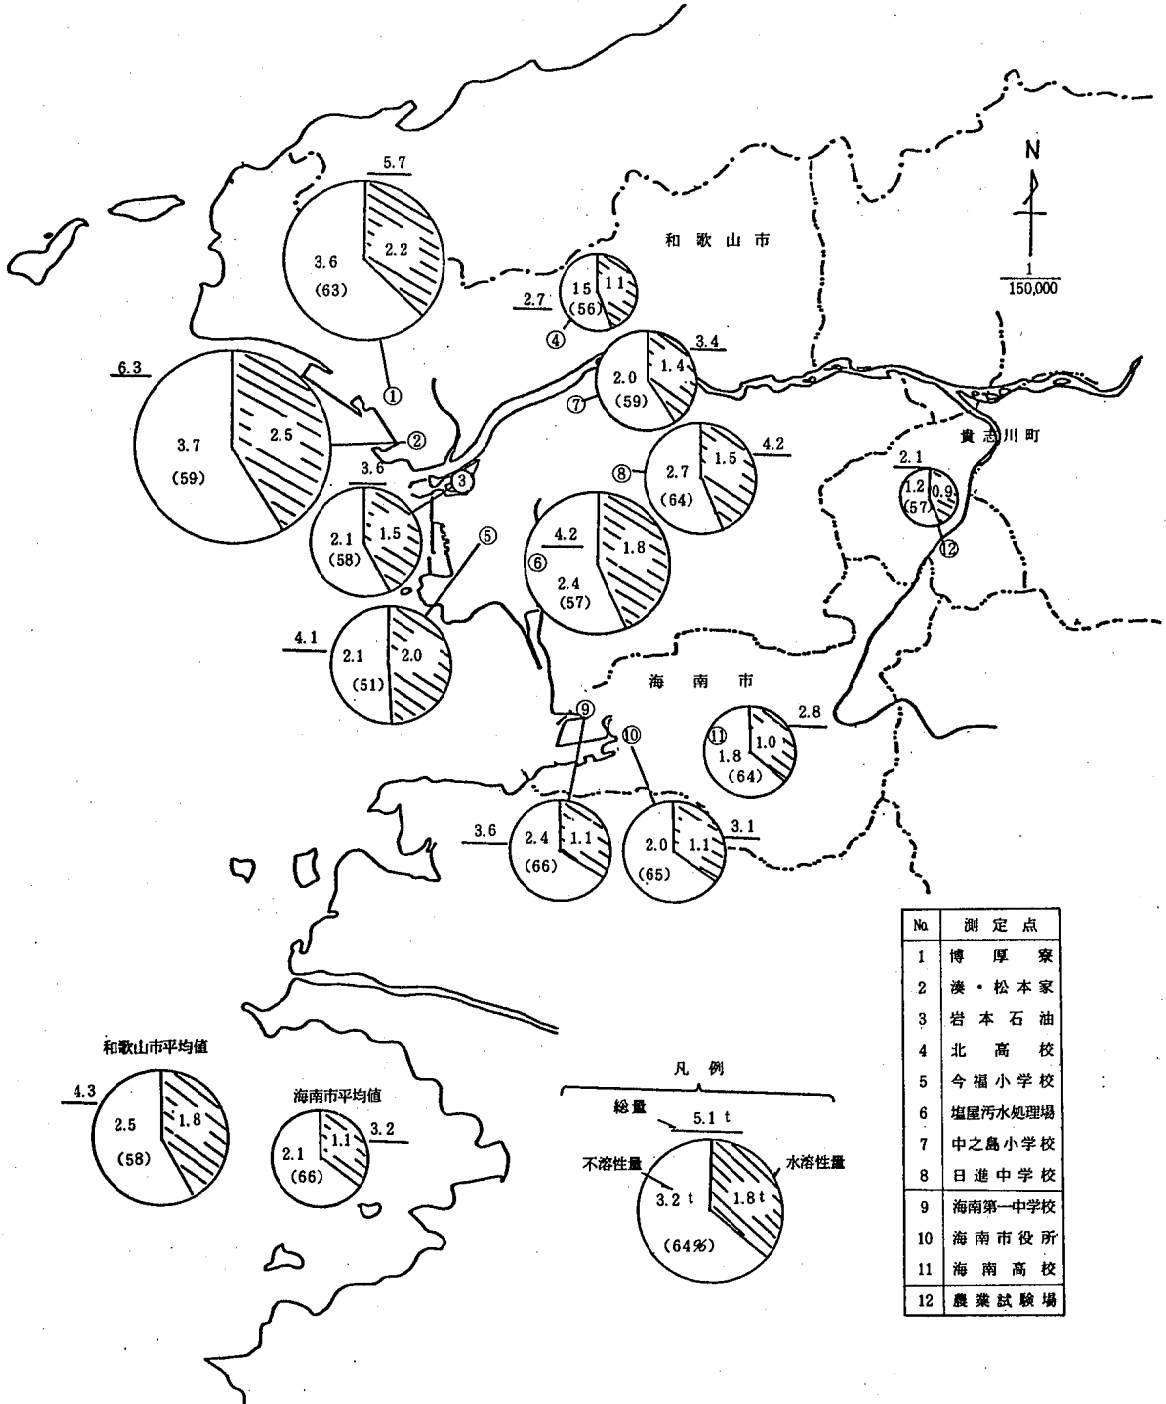 5.7
N
和歌山市
2.2
3.6
(63)
1
150,000
2.7
15
11
(56)
④
3.4
6.3
1.4
2.0
(59)
①
⑦
2.5
3.7
(59)
②
貴志川町
4.2
1.5
3.6
⑧
2.7
(64)
2.1
③
1.2
0.9
(57)
2.1
1.5
(58)
⑤
4.2
1.8
⑥
2.4
(57)
⑫
4.1
2.1
2.0
(51)
海南市
⑨
2.8
⑩
⑪
1.0
1.8
(64)
3.6
2.4
1.1
(66)
2.0
1.1
3.1
(65)
No. 測定点
1 博厚寮
2 湊・松本家
3 岩本石油
4 北高校
5 今福小学校
6 塩屋汚水処理場
7 中之島小学校
8 日進中学校
9 海南第一中学校
10 海南市役所
11 海南高校
12 農業試験場
和歌山市平均値
4.3
2.5
1.8
(58)
海南市平均値
1.1
3.2
2.1
(66)
凡例
総量
5.1 t
不溶性量
水溶性量
3.2 t
1.8 t
(64%)